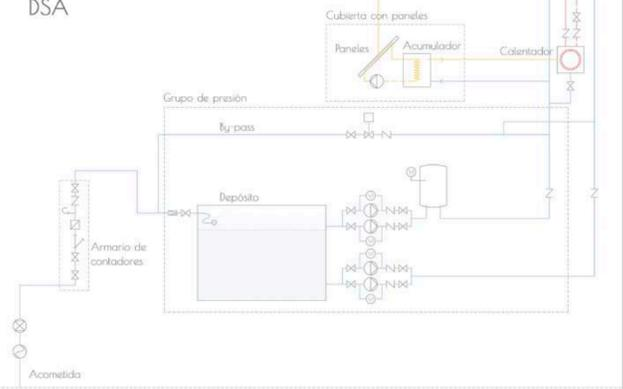 DSA
Cubierta con paneles
Paneles
Acumulador
Calentador
Grupo de presión
By-pass
Depósito
Armario de
contadores
Acometida